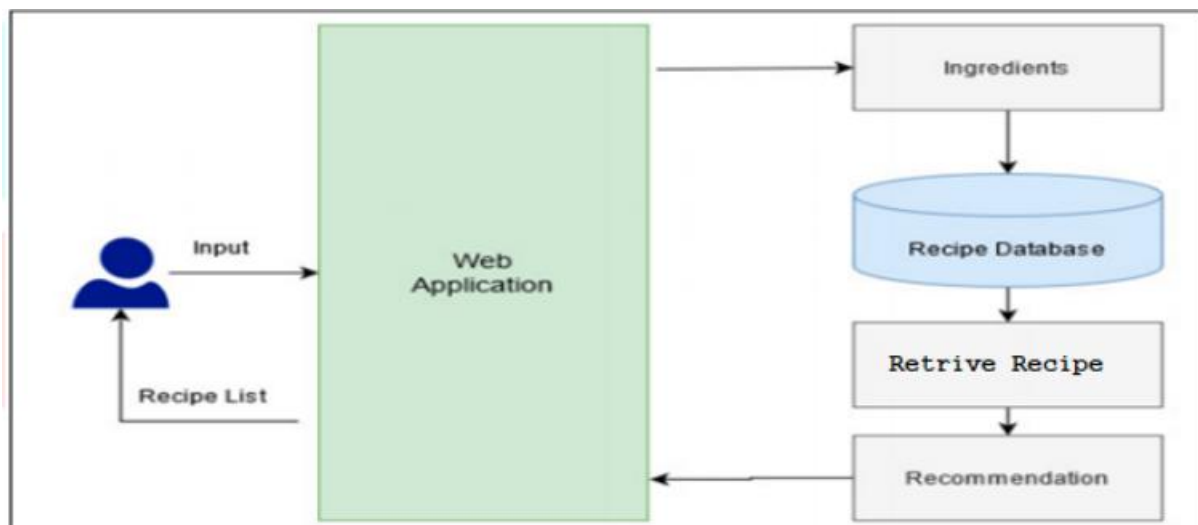 Ingredients
Input
Web
Application
Recipe Database
Retrive Recipe
Recipe List
Recommendation